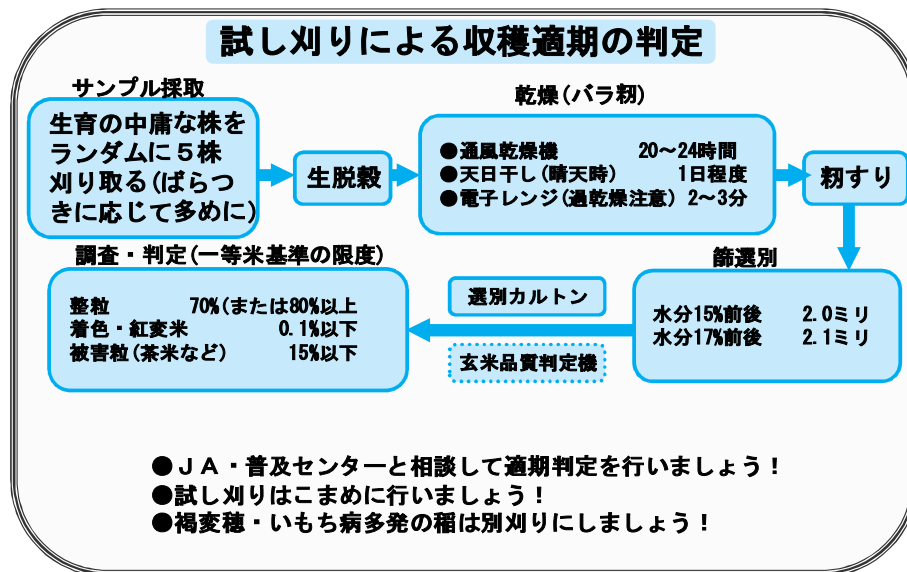 試し刈りによる収穫適期の判定
サンプル採取
生育の中庸な株を
ランダムに５株
刈り取る(ばらつ
きに応じて多めに)
生脱穀
乾燥(バラ籾)
●通風乾燥機 20～24時間
●天日干し(晴天時) 1日程度
●電子レンジ(過乾燥注意) 2～3分
籾すり
篩選別
水分15%前後 2.0ミリ
水分17%前後 2.1ミリ
選別カルトン
玄米品質判定機
調査・判定(一等米基準の限度)
整粒 70%(または80%以上
着色・紅変米 0.1%以下
被害粒(茶米など) 15%以下
●ＪＡ・普及センターと相談して適期判定を行いましょう！
●試し刈りはこまめに行いましょう！
●褐変穂・いもち病多発の稲は別刈りにしましょう！